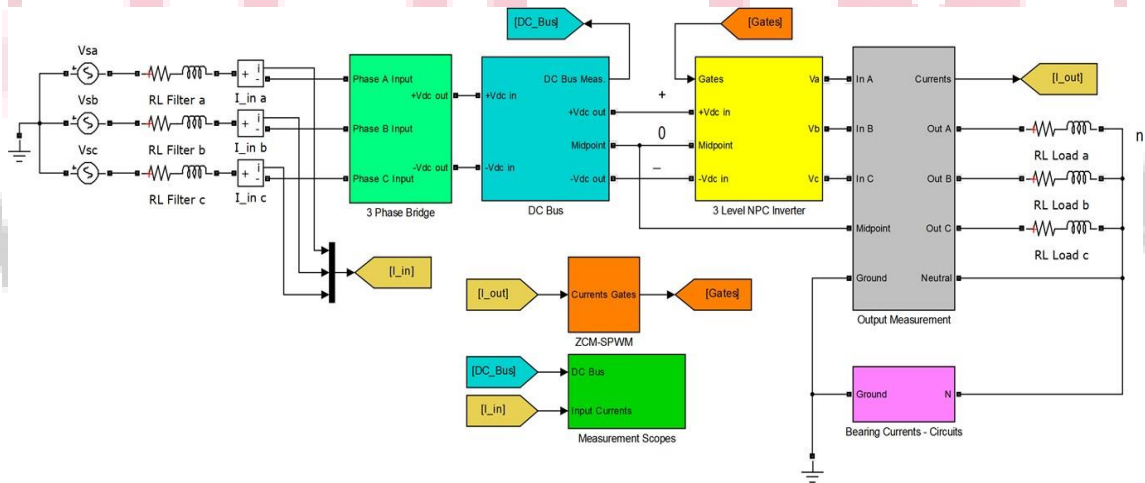 [DC_Bus]
[Gates]
Vsa
RL Filter a
+
-
i
I_in a
Vsb
RL Filter b
+
-
i
I_in b
Vsc
RL Filter c
+
-
i
I_in c
[I_in]
Phase A Input
Phase B Input
Phase C Input
+Vdc out
-Vdc out
3 Phase Bridge
+Vdc in
-Vdc in
DC Bus Meas.
+Vdc out
Midpoint
-Vdc out
DC Bus
+
0
–
Gates
+Vdc in
Midpoint
-Vdc in
Va
Vb
Vc
3 Level NPC Inverter
In A
In B
In C
Midpoint
Ground
Currents
Out A
Out B
Out C
Neutral
Output Measurement
[I_out]
n
RL Load a
RL Load b
RL Load c
[I_out]
Currents Gates
[Gates]
ZCM-SPWM
[DC_Bus]
[I_in]
DC Bus
Input Currents
Measurement Scopes
Ground
N
Bearing Currents - Circuits